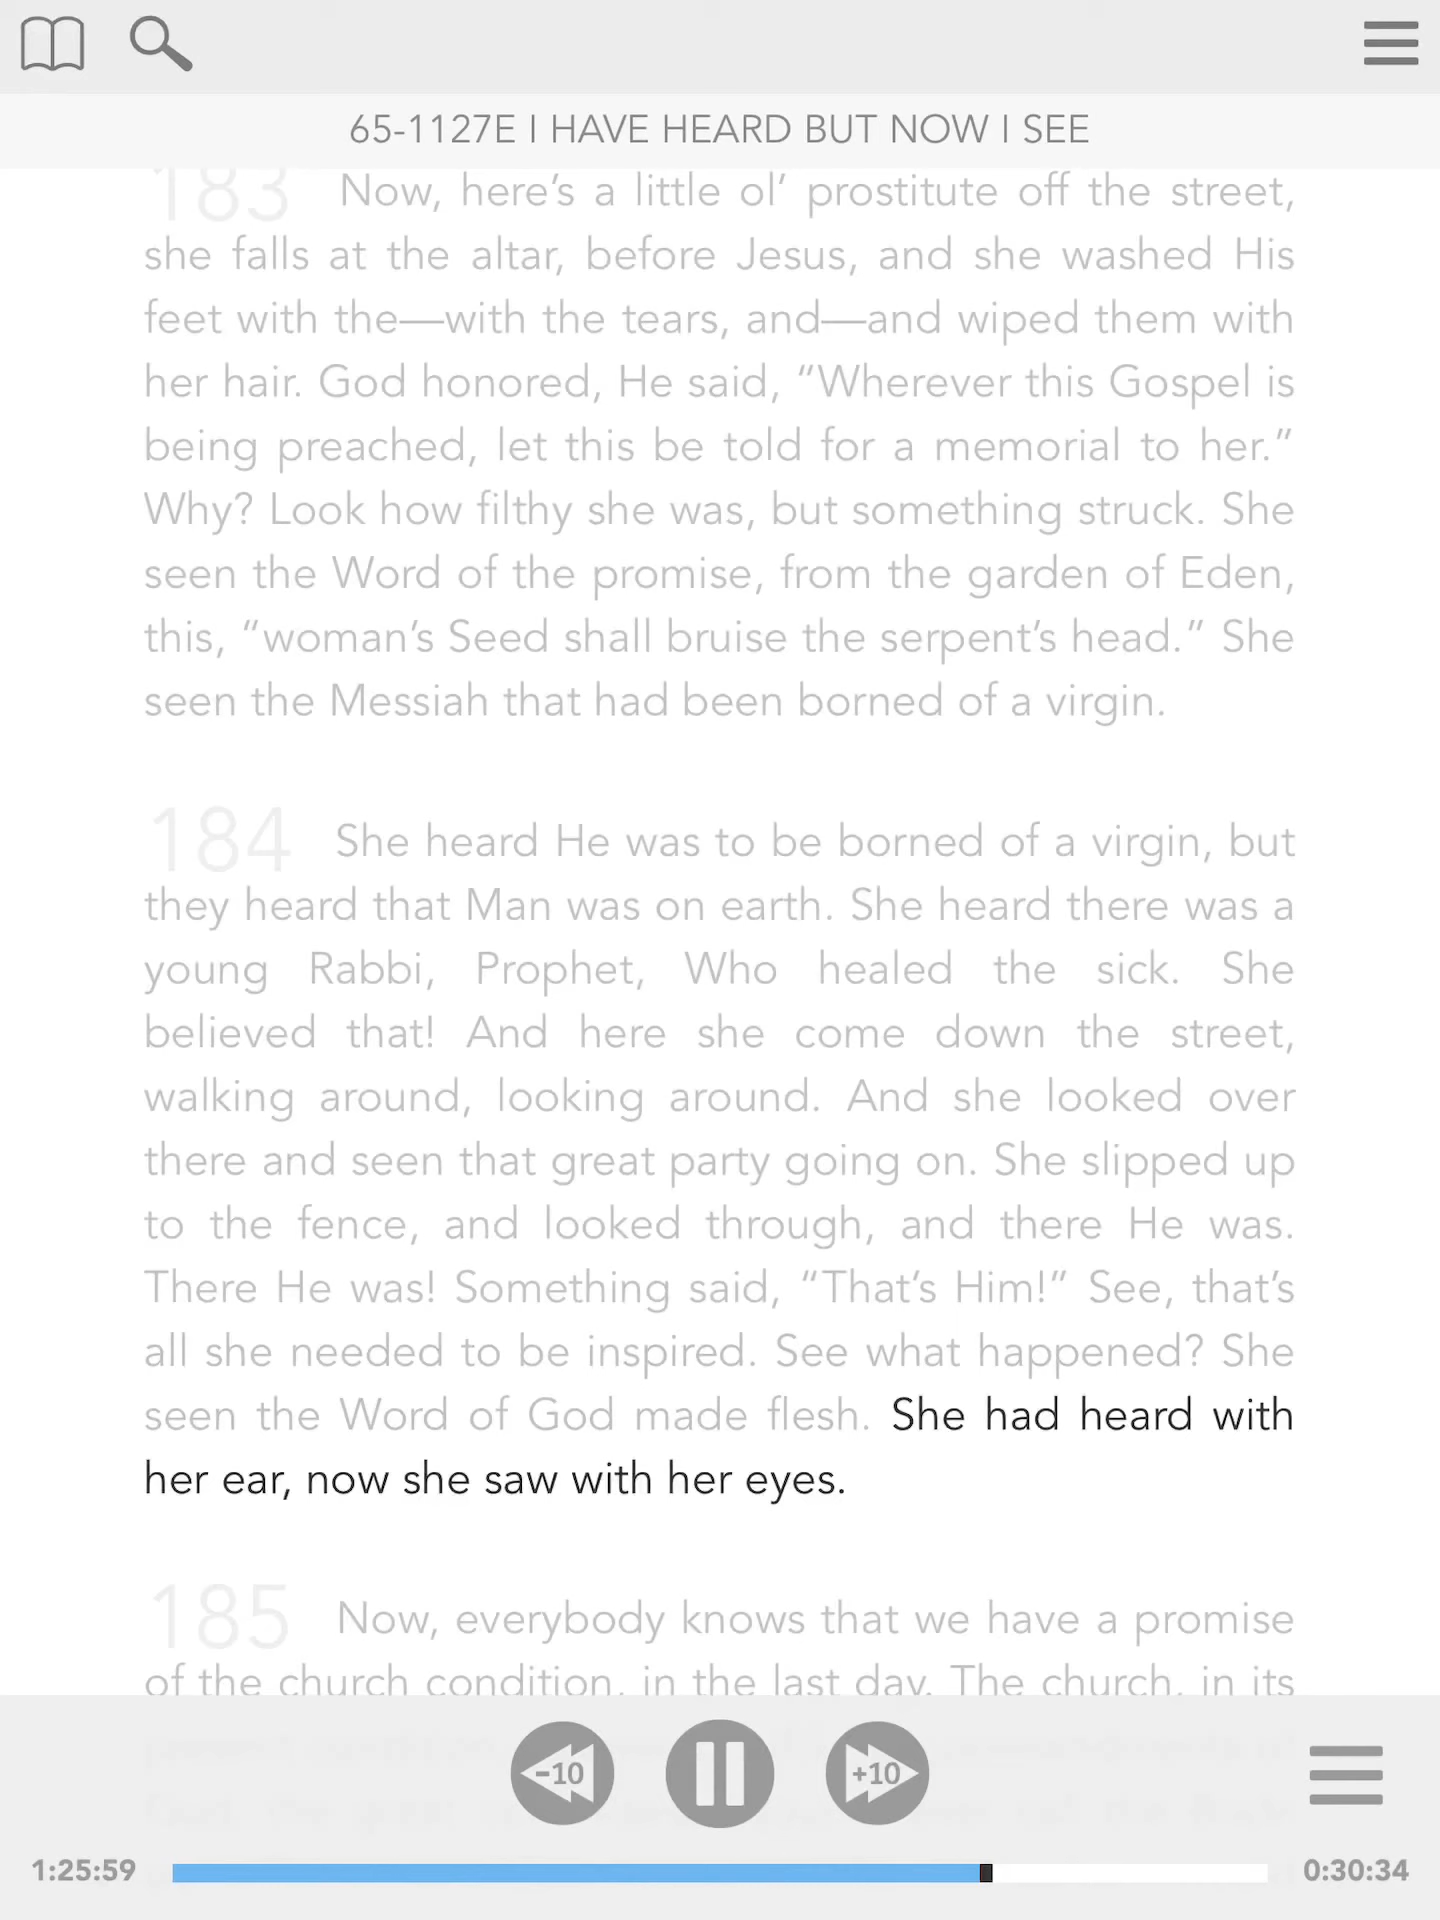 65-1127E I HAVE HEARD BUT NOW I SEE
183 Now, here’s a little ol’ prostitute off the street,
she falls at the altar, before Jesus, and she washed His
feet with the—with the tears, and—and wiped them with
her hair. God honored, He said, “Wherever this Gospel is
being preached, let this be told for a memorial to her.”
Why? Look how filthy she was, but something struck. She
seen the Word of the promise, from the garden of Eden,
this, “woman’s Seed shall bruise the serpent’s head.” She
seen the Messiah that had been borned of a virgin.
184 She heard He was to be borned of a virgin, but
they heard that Man was on earth. She heard there was a
young Rabbi, Prophet, Who healed the sick. She
believed that! And here she come down the street,
walking around, looking around. And she looked over
there and seen that great party going on. She slipped up
to the fence, and looked through, and there He was.
There He was! Something said, “That’s Him!” See, that’s
all she needed to be inspired. See what happened? She
seen the Word of God made flesh. She had heard with
her ear, now she saw with her eyes.
185 Now, everybody knows that we have a promise
of the church condition, in the last day. The church, in its
-10 +10
1:25:59 0:30:34